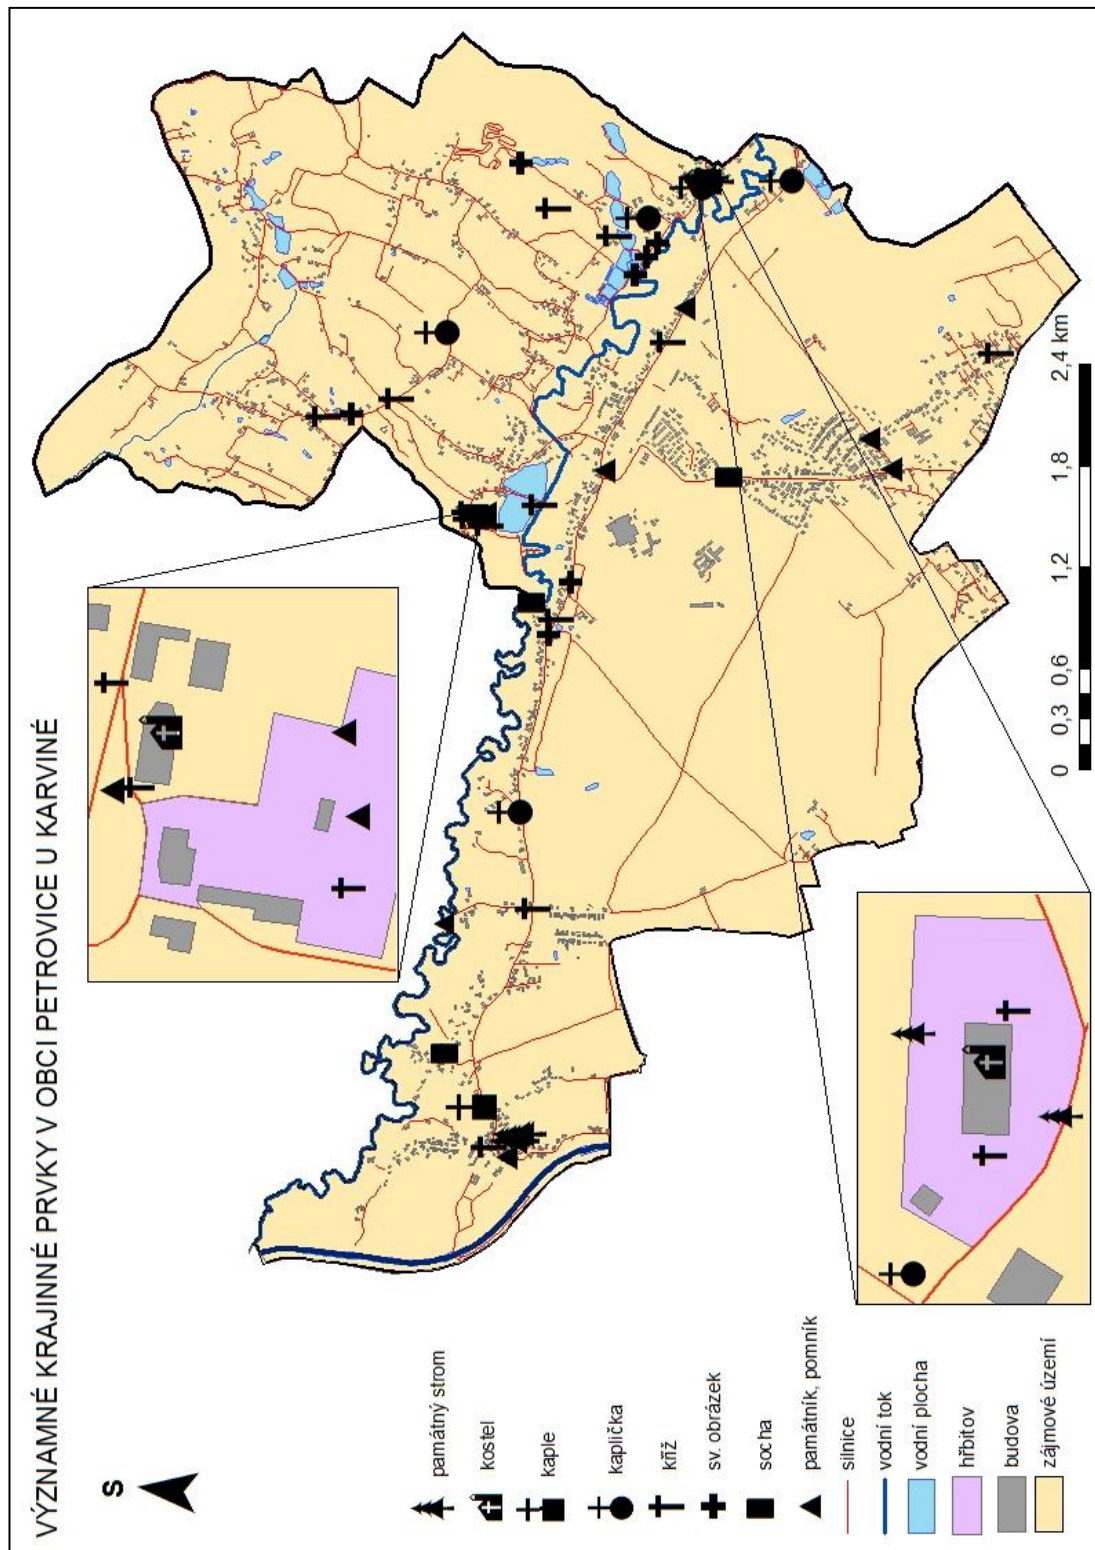 VÝZNAMNÉ KRAJINNÉ PRVKY V OBCI PETROVICE U KARVINÉ
S
památný strom
kostel
kaple
kaplička
kříž
sv. obrázek
socha
památník, pomník
silnice
vodní tok
vodní plocha
hřbitov
budova
zájmové území
0 0,3 0,6 1,2 1,8 2,4 km